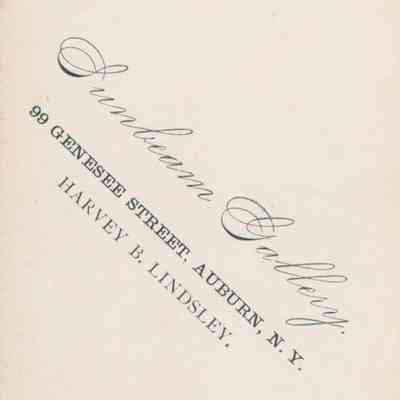 Sunbeam Gallery.
99 GENESEE STREET, AUBURN, N. Y.
HARVEY B. LINDSLEY.